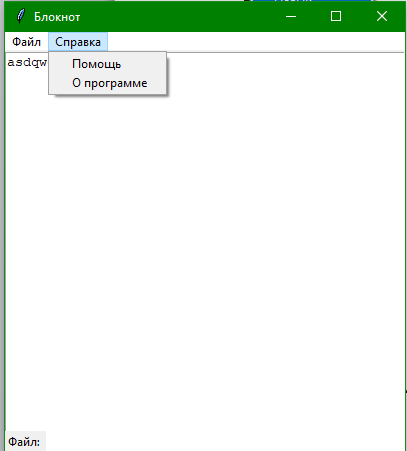 Блокнот
Файл Справка
asdqw
Помощь
О программе
Файл: